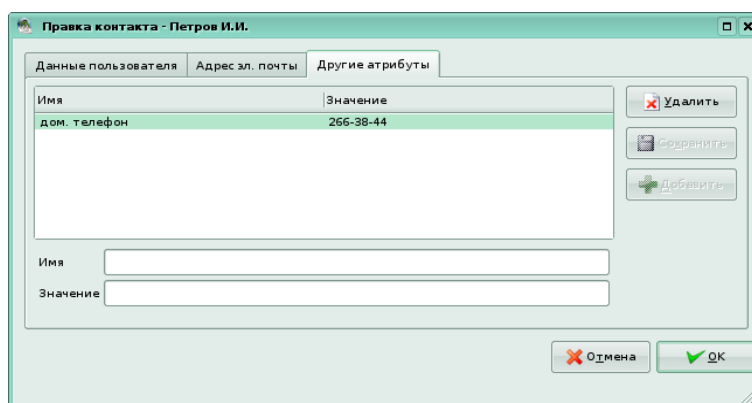 Правка контакта - Петров И.И.
Данные пользователя Адрес эл. почты Другие атрибуты
Имя Значение
дом. телефон 266-38-44
Удалить
Сохранить
Добавить
Имя
Значение
Отмена OK